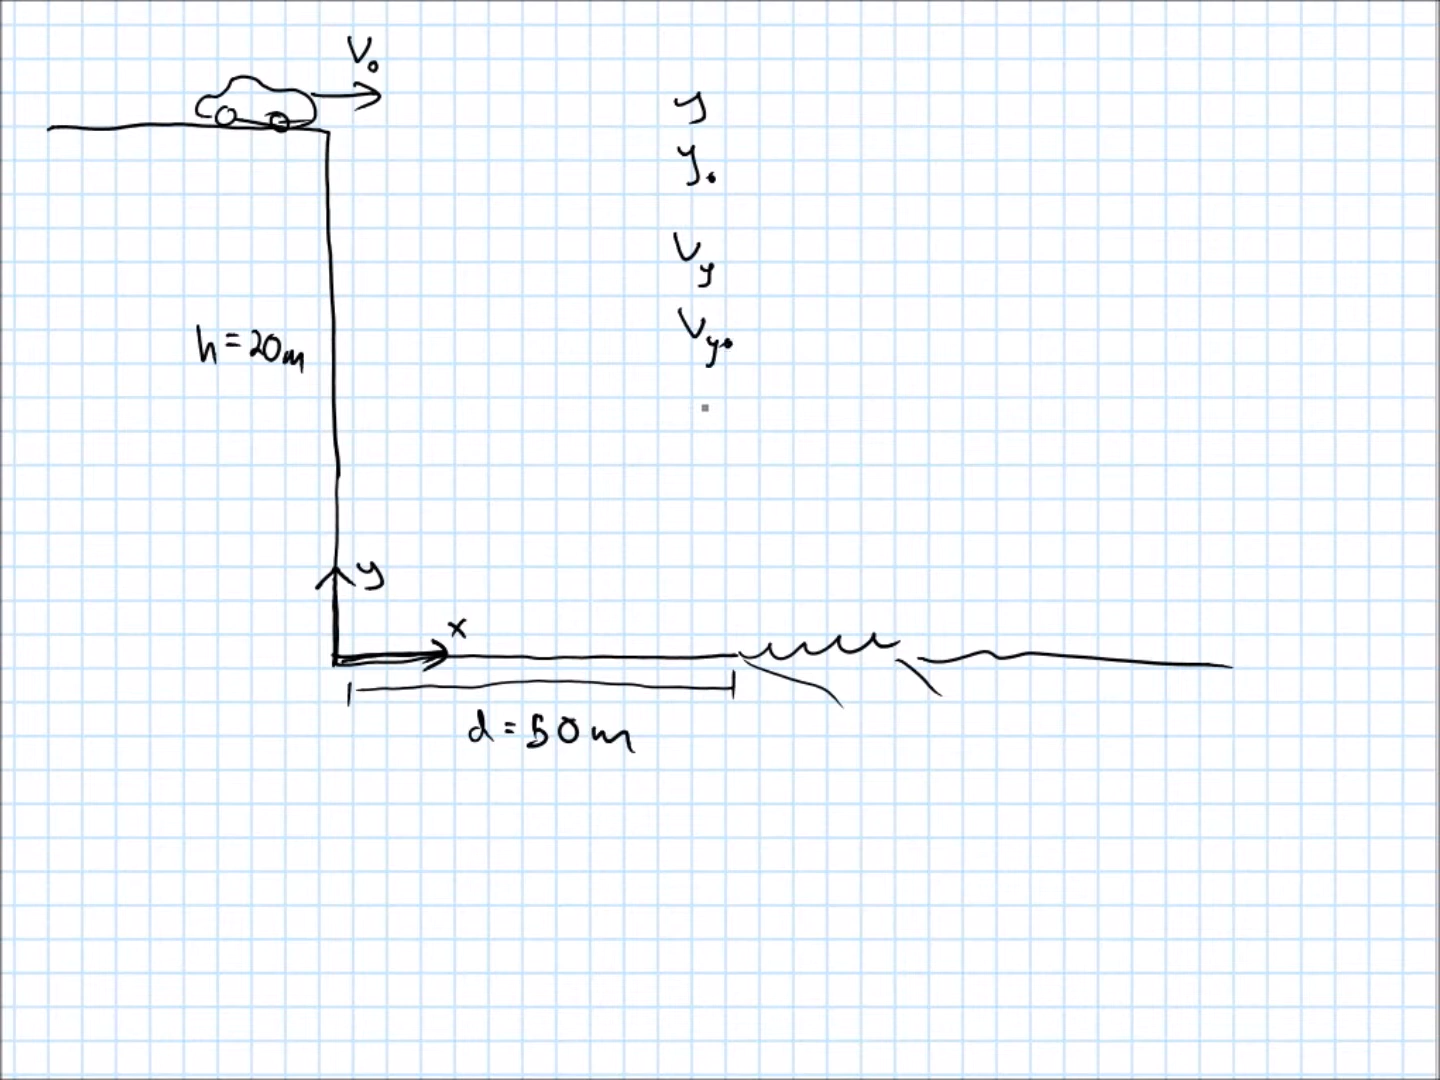 V₀
y
y₀
Vy
Vy₀
h = 20m
y
x
d = 50m